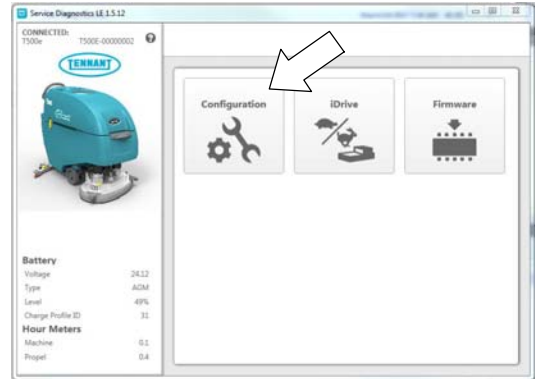 Service Diagnostics LE 1.5.12
CONNECTED:
T500e T500E-00000002
TENNANT
Configuration
iDrive
Firmware
Battery
Voltage 24.12
Type AGM
Level 49%
Charge Profile ID 31
Hour Meters
Machine 0.1
Propel 0.4